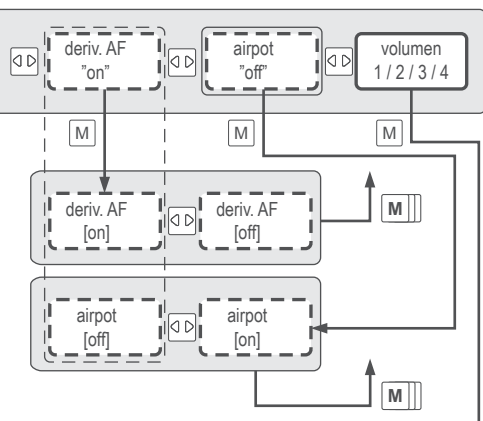 deriv. AF
"on"
airpot
"off"
volumen
1 / 2 / 3 / 4
M
M
M
deriv. AF
[on]
deriv. AF
[off]
M
airpot
[off]
airpot
[on]
M